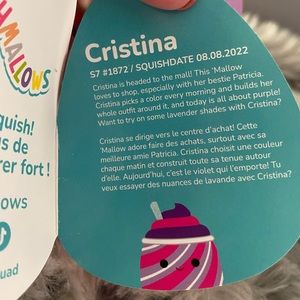 HMALLOWS
quish!
us de
rer fort !
ows
uad
Cristina
S7 #1872 / SQUISHDATE 08.08.2022
Cristina is headed to the mall! This 'Mallow
loves to shop, especially with her bestie Patricia.
Cristina picks a color every morning and builds her
whole outfit around it, and today is all about purple!
Want to try on some lavender shades with Cristina?
Cristina se dirige vers le centre d'achat! Cette
'Mallow adore faire des achats, surtout avec sa
meilleure amie Patricia. Cristina choisit une couleur
chaque matin et construit toute sa tenue autour
d'elle. Aujourd'hui, c'est le violet qui l'emporte! Tu
veux essayer des nuances de lavande avec Cristina?